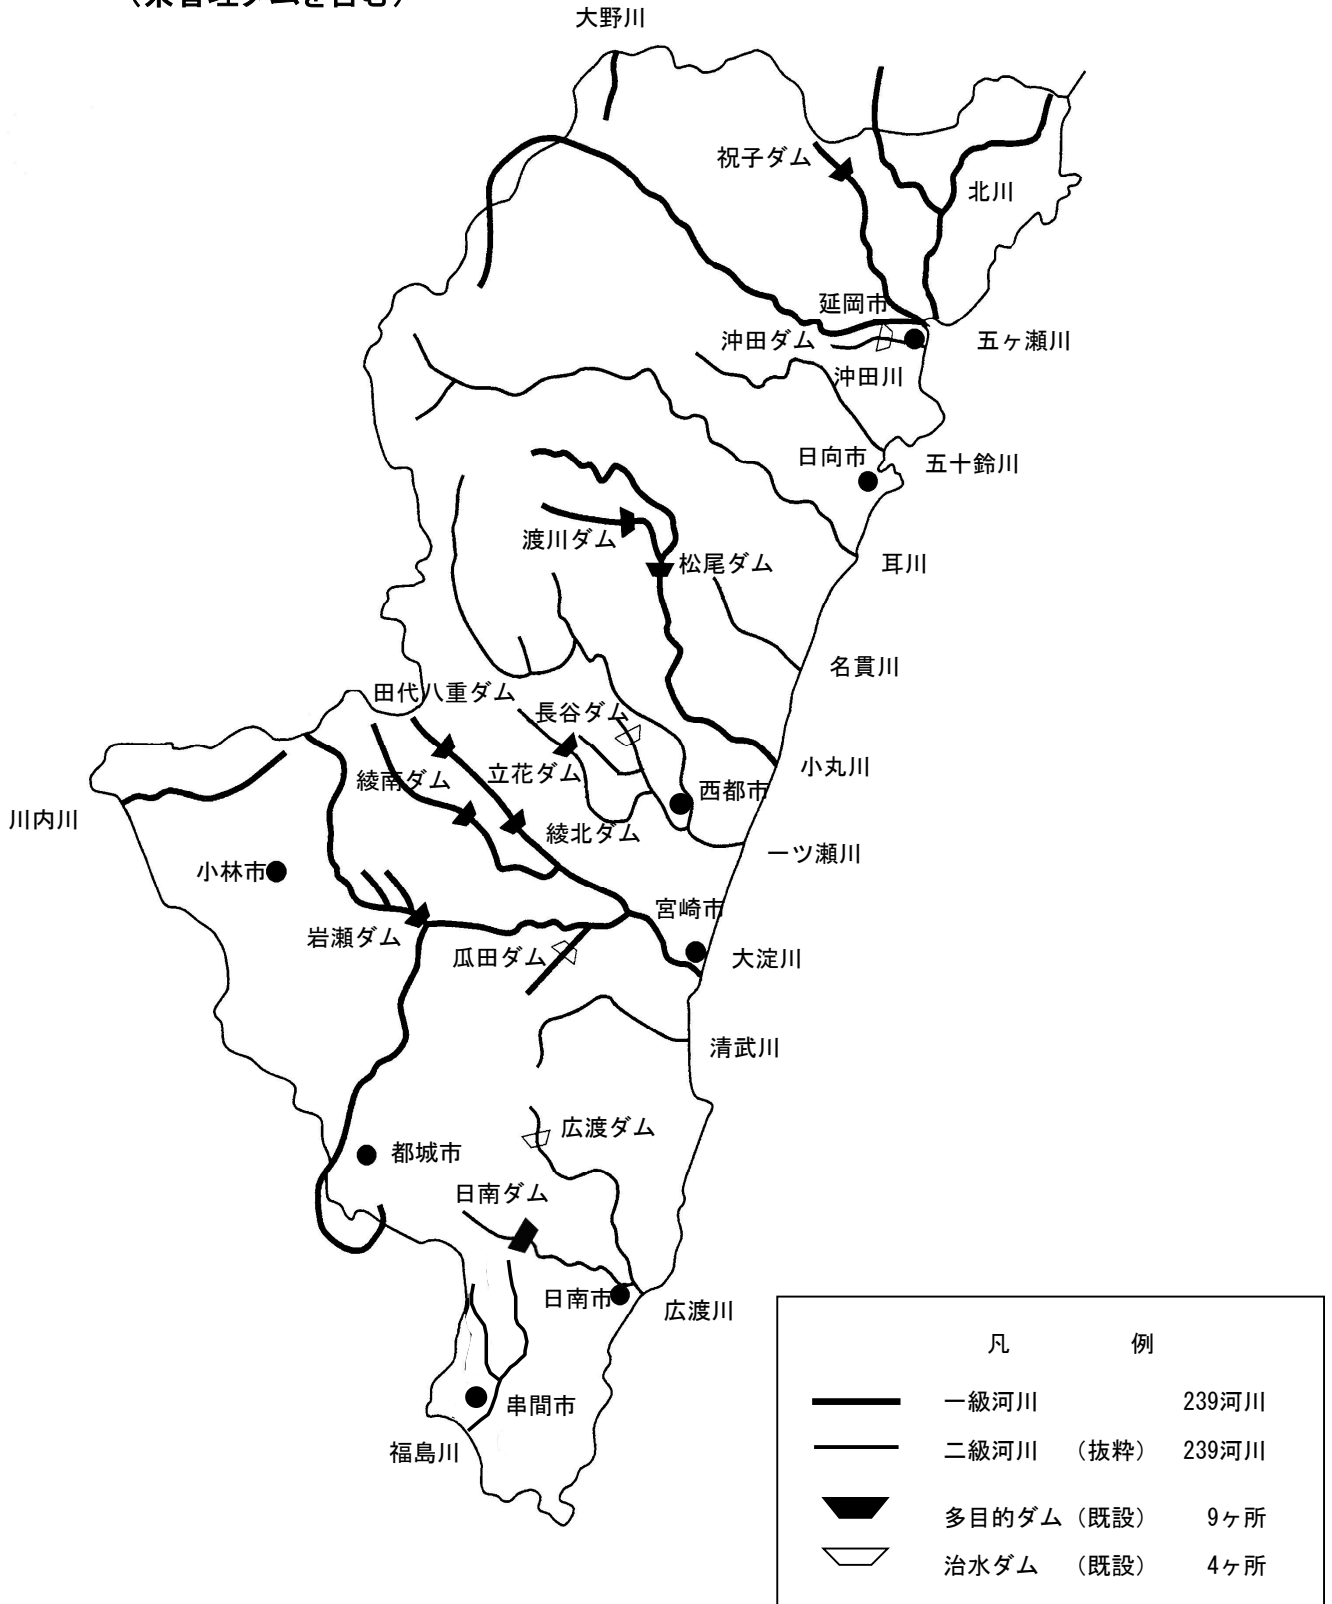 （県管理ダムを含む）
大野川
祝子ダム
北川
延岡市
沖田ダム
五ヶ瀬川
沖田川
日向市
五十鈴川
渡川ダム
松尾ダム
耳川
名貫川
田代八重ダム
長谷ダム
綾南ダム
立花ダム
小丸川
西都市
川内川
綾北ダム
一ツ瀬川
小林市
宮崎市
岩瀬ダム
瓜田ダム
大淀川
清武川
広渡ダム
都城市
日南ダム
日南市
広渡川
串間市
福島川
凡　例
一級河川 239河川
二級河川 （抜粋） 239河川
多目的ダム （既設） 9ヶ所
治水ダム （既設） 4ヶ所